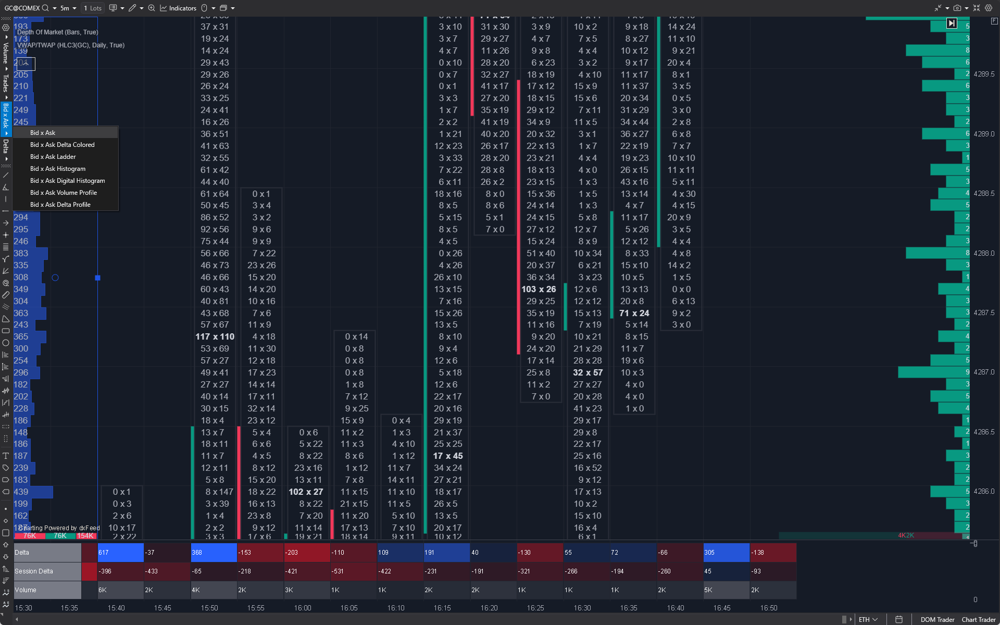 GC@COMEX 5m 1 Lots Indicators
Depth Of Market (Bars, True)
VWAP/TWAP (HLC3(GC), Daily, True)
Volume
Trades
Bid x Ask
Delta
Bid x Ask
Bid x Ask Delta Colored
Bid x Ask Ladder
Bid x Ask Histogram
Bid x Ask Digital Histogram
Bid x Ask Volume Profile
Bid x Ask Delta Profile
193 37 x 31 3 x 10 31 x 30 3 x 9 10 x 2 9 x 18 14 x 24 5
173 19 x 24 3 x 7 29 x 27 4 x 7 7 x 5 8 x 27 11 x 10 3
139 14 x 24 4 x 7 11 x 26 9 x 8 4 x 4 10 x 12 9 x 21 8
201 29 x 43 0 x 10 28 x 20 6 x 23 3 x 2 9 x 17 20 x 4 6
205 29 x 26 0 x 7 32 x 27 18 x 19 4 x 10 11 x 17 8 x 1 2 4289.5
210 26 x 24 0 x 1 41 x 17 17 x 12 15 x 9 11 x 37 3 x 5 6
221 33 x 25 3 x 3 27 x 20 18 x 15 15 x 6 20 x 34 0 x 5 3
249 24 x 41 1 x 7 35 x 19 29 x 12 7 x 11 31 x 29 3 x 0 3
245 16 x 26 2 x 2 41 x 19 34 x 9 11 x 5 34 x 44 2 x 8 2
36 x 51 1 x 21 40 x 20 20 x 32 3 x 1 36 x 27 6 x 8 6 4289.0
41 x 63 12 x 23 26 x 17 22 x 13 1 x 7 22 x 19 7 x 7 3
32 x 55 3 x 33 28 x 20 23 x 21 4 x 4 19 x 23 10 x 10 1
61 x 42 7 x 22 28 x 8 18 x 13 4 x 0 26 x 15 11 x 11 5
44 x 40 6 x 11 26 x 2 23 x 15 1 x 3 43 x 16 5 x 11 3
61 x 64 0 x 1 18 x 16 8 x 0 15 x 36 1 x 5 13 x 14 4 x 30 4 4288.5
50 x 45 3 x 4 8 x 5 8 x 6 24 x 14 1 x 3 4 x 7 4 x 15 5
294 86 x 52 3 x 2 5 x 15 5 x 1 24 x 15 5 x 8 11 x 17 20 x 9 2
295 92 x 56 9 x 6 8 x 5 7 x 0 27 x 12 12 x 7 5 x 26 3 x 5 2
246 75 x 44 9 x 9 4 x 5 15 x 24 8 x 9 12 x 12 4 x 4 3
383 56 x 66 7 x 22 0 x 26 51 x 40 10 x 34 8 x 33 4 x 8 8 4288.0
335 46 x 73 23 x 26 4 x 26 20 x 37 6 x 21 15 x 10 14 x 2 3
308 46 x 66 15 x 20 26 x 10 36 x 34 3 x 23 10 x 5 1 x 5 1
349 60 x 43 14 x 20 13 x 15 103 x 26 12 x 6 13 x 13 0 x 0 4
304 40 x 81 10 x 16 7 x 16 29 x 25 12 x 12 20 x 8 6 x 13 3
363 43 x 68 7 x 6 15 x 26 35 x 19 15 x 13 71 x 24 9 x 2 3 4287.5
243 57 x 67 11 x 9 13 x 5 11 x 16 7 x 19 5 x 14 3 x 0 2
365 117 x 110 4 x 18 0 x 14 8 x 10 9 x 20 10 x 21 8 x 15 4
300 53 x 69 11 x 30 0 x 8 9 x 4 24 x 20 21 x 29 11 x 7 2
254 57 x 27 12 x 18 0 x 8 12 x 6 17 x 14 28 x 28 19 x 6 5
296 49 x 41 17 x 23 0 x 8 5 x 18 25 x 8 32 x 57 10 x 3 9 4287.0
182 27 x 27 14 x 14 1 x 8 12 x 6 11 x 2 27 x 27 4 x 0 3
202 40 x 14 17 x 11 7 x 12 22 x 17 7 x 0 20 x 28 4 x 0 5
228 30 x 15 32 x 14 9 x 25 20 x 16 41 x 23 1 x 0 4
186 18 x 4 23 x 12 15 x 9 0 x 4 29 x 19 29 x 17 1
148 13 x 7 5 x 4 0 x 6 11 x 2 1 x 3 21 x 37 29 x 8 2 4286.5
186 18 x 11 6 x 6 5 x 22 11 x 3 4 x 10 25 x 25 22 x 17 1
187 11 x 7 4 x 5 8 x 22 8 x 6 1 x 12 17 x 45 25 x 16 3
239 12 x 11 8 x 12 23 x 16 1 x 12 11 x 7 34 x 24 16 x 52 2
183 5 x 8 15 x 20 13 x 11 7 x 8 14 x 11 27 x 21 9 x 12 2
439 0 x 1 8 x 147 18 x 22 102 x 27 11 x 15 11 x 10 18 x 17 17 x 13 5 4286.0
199 0 x 3 3 x 39 16 x 13 8 x 22 21 x 15 11 x 5 26 x 5 10 x 2 3
162 2 x 6 1 x 4 23 x 8 7 x 20 11 x 20 5 x 10 13 x 5 15 x 10 2
Charting Powered by dxFeed 10 x 17 2 x 2 9 x 12 11 x 14 17 x 13 7 x 10 20 x 17 16 x 4 2
76K 76K 154K 2 x 22 3 x 3 17 x 6 19 x 21 18 x 14 9 x 11 10 x 12 6 x 1 4K2K
Delta 617 -37 368 -153 -203 -110 109 191 40 -130 55 72 -66 305 -138
Session Delta -396 -433 -65 -218 -421 -531 -422 -231 -191 -321 -266 -194 -260 45 -93
Volume 6K 2K 4K 2K 3K 1K 1K 2K 2K 1K 1K 1K 2K 5K 2K 0
15:30 15:35 15:40 15:45 15:50 15:55 16:00 16:05 16:10 16:15 16:20 16:25 16:30 16:35 16:40 16:45 16:50
ETH DOM Trader Chart Trader